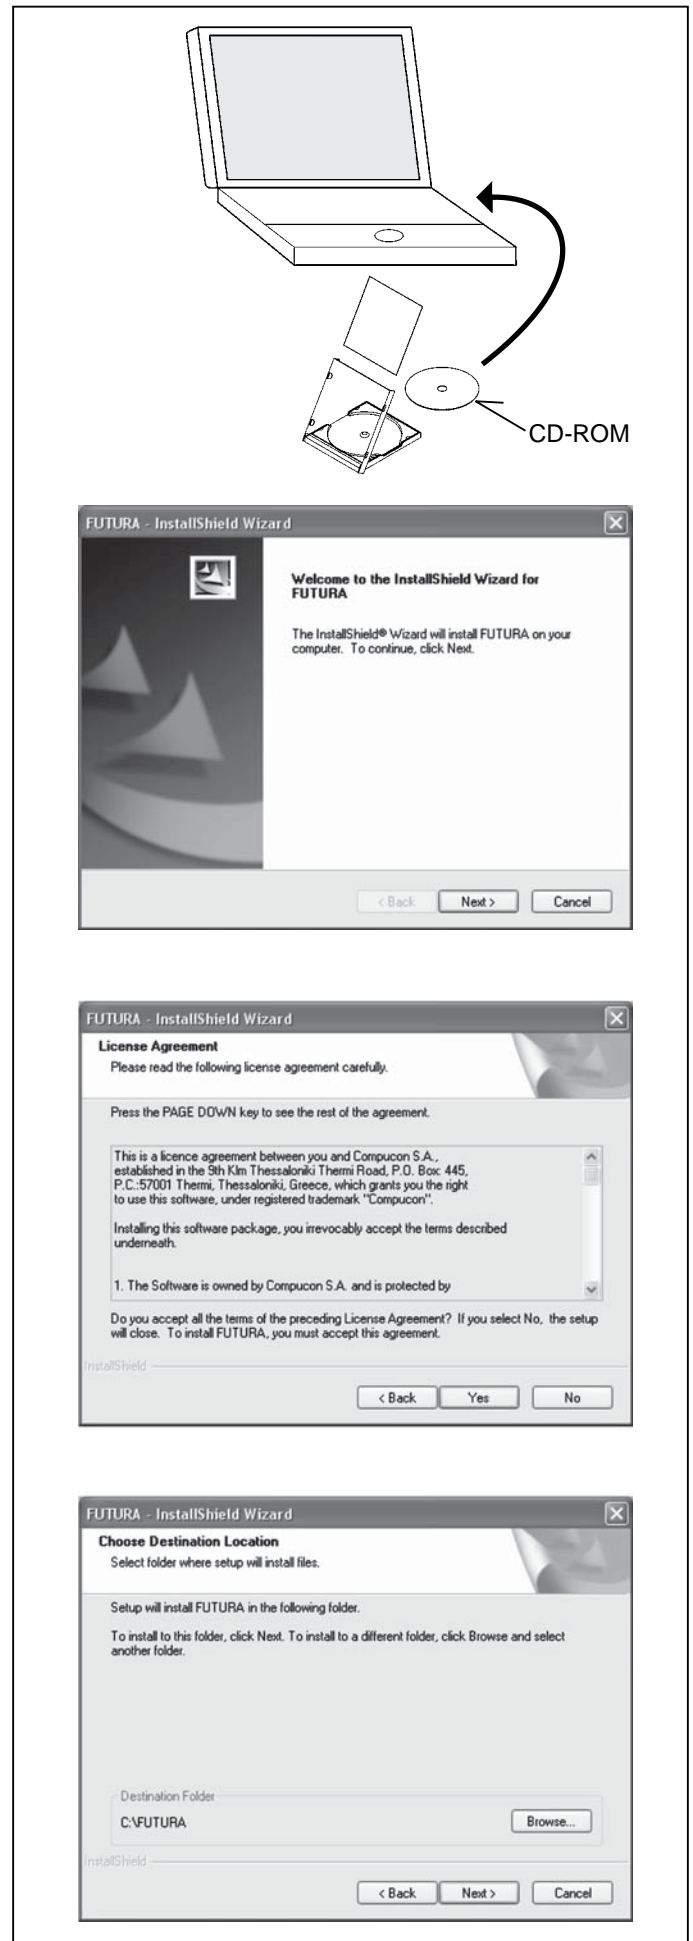 CD-ROM
FUTURA - InstallShield Wizard
Welcome to the InstallShield Wizard for
FUTURA
The InstallShield® Wizard will install FUTURA on your
computer. To continue, click Next.
< Back
Next >
Cancel
FUTURA - InstallShield Wizard
License Agreement
Please read the following license agreement carefully.
Press the PAGE DOWN key to see the rest of the agreement.
This is a licence agreement between you and Compucon S.A.,
established in the 9th Klm Thessaloniki Thermi Road, P.O. Box: 445,
P.C.:57001 Thermi, Thessaloniki, Greece, which grants you the right
to use this software, under registered trademark "Compucon".
Installing this software package, you irrevocably accept the terms described
underneath.
1. The Software is owned by Compucon S.A. and is protected by
Do you accept all the terms of the preceding License Agreement? If you select No, the setup
will close. To install FUTURA, you must accept this agreement.
InstallShield
< Back
Yes
No
FUTURA - InstallShield Wizard
Choose Destination Location
Select folder where setup will install files.
Setup will install FUTURA in the following folder.
To install to this folder, click Next. To install to a different folder, click Browse and select
another folder.
Destination Folder
C:\FUTURA
Browse...
InstallShield
< Back
Next >
Cancel